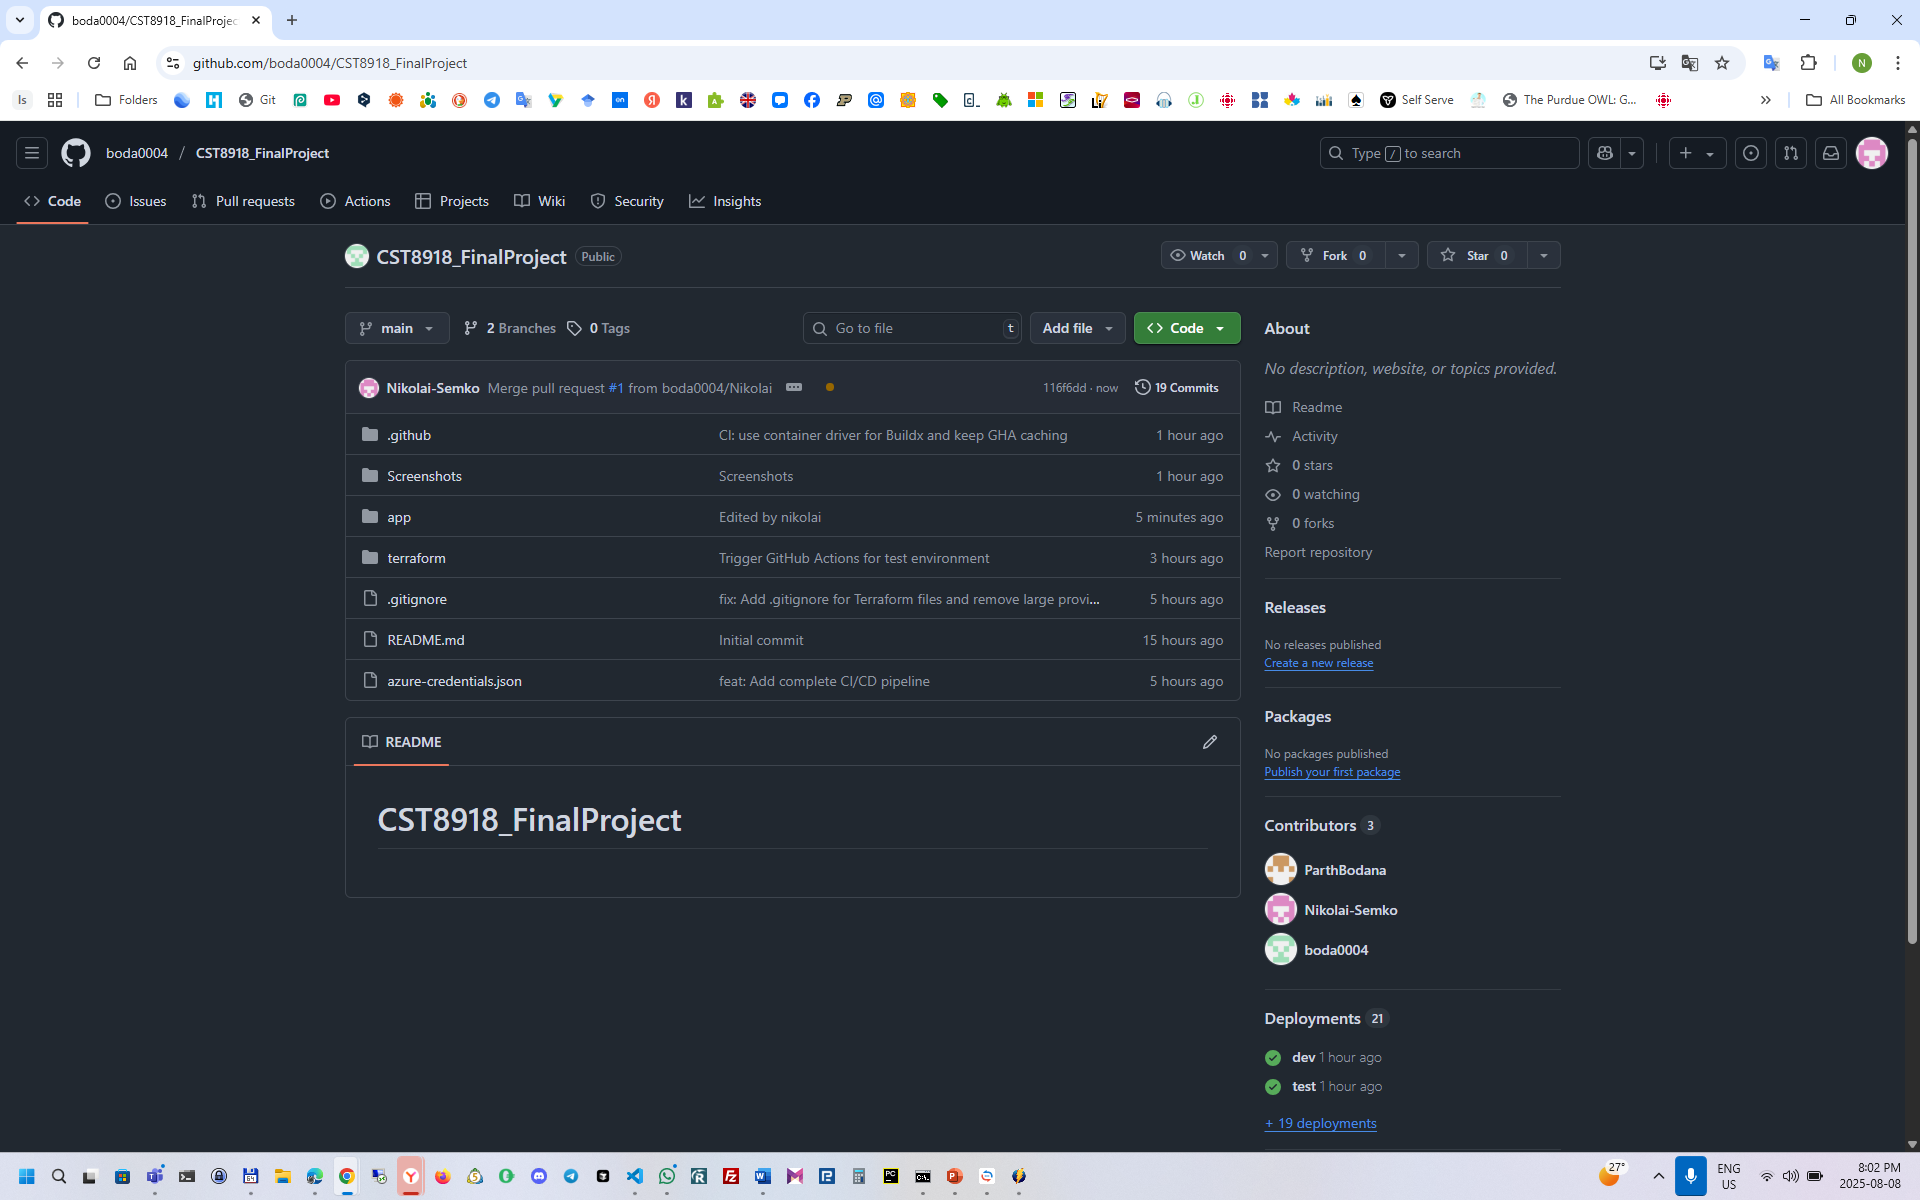 boda0004/CST8918_FinalProjec
github.com/boda0004/CST8918_FinalProject
N
ls
Folders
Git
Self Serve
The Purdue OWL: G...
All Bookmarks
boda0004 / CST8918_FinalProject
Type / to search
Code
Issues
Pull requests
Actions
Projects
Wiki
Security
Insights
CST8918_FinalProject Public
Watch 0
Fork 0
Star 0
main
2 Branches
0 Tags
Go to file t
Add file
Code
Nikolai-Semko Merge pull request #1 from boda0004/Nikolai
116f6dd · now
19 Commits
.github CI: use container driver for Buildx and keep GHA caching 1 hour ago
Screenshots Screenshots 1 hour ago
app Edited by nikolai 5 minutes ago
terraform Trigger GitHub Actions for test environment 3 hours ago
.gitignore fix: Add .gitignore for Terraform files and remove large provi... 5 hours ago
README.md Initial commit 15 hours ago
azure-credentials.json feat: Add complete CI/CD pipeline 5 hours ago
README
CST8918_FinalProject
About
No description, website, or topics provided.
Readme
Activity
0 stars
0 watching
0 forks
Report repository
Releases
No releases published
Create a new release
Packages
No packages published
Publish your first package
Contributors 3
ParthBodana
Nikolai-Semko
boda0004
Deployments 21
dev 1 hour ago
test 1 hour ago
+ 19 deployments
27°
ENG
US
8:02 PM
2025-08-08